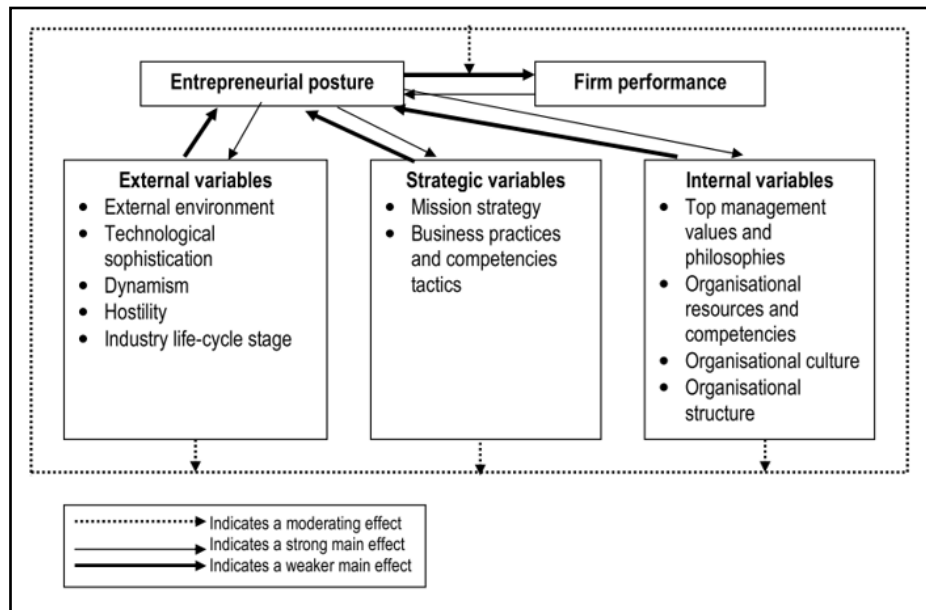 Entrepreneurial posture
Firm performance
External variables
• External environment
• Technological
sophistication
• Dynamism
• Hostility
• Industry life-cycle stage
Strategic variables
• Mission strategy
• Business practices
and competencies
tactics
Internal variables
• Top management
values and
philosophies
• Organisational
resources and
competencies
• Organisational culture
• Organisational
structure
Indicates a moderating effect
Indicates a strong main effect
Indicates a weaker main effect